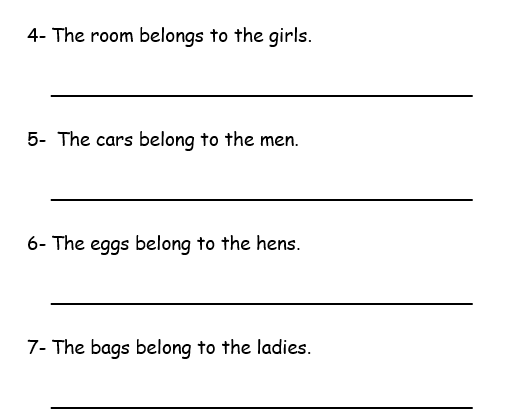 4- The room belongs to the girls.
5- The cars belong to the men.
6- The eggs belong to the hens.
7- The bags belong to the ladies.